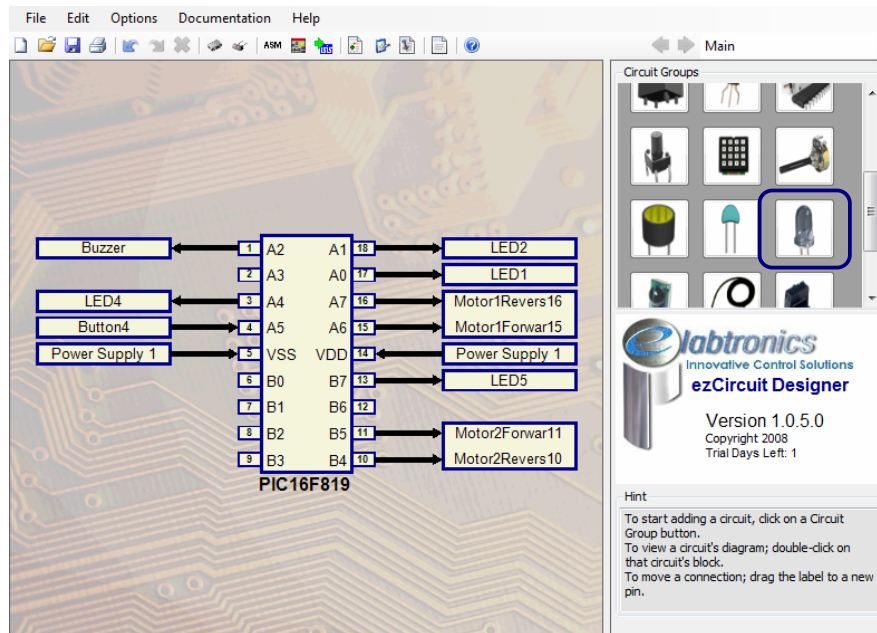 File Edit Options Documentation Help
ASM
Main
Circuit Groups
Buzzer 1 A2 A1 18 LED2
2 A3 A0 17 LED1
LED4 3 A4 A7 16 Motor1Revers16
Button4 4 A5 A6 15 Motor1Forwar15
Power Supply 1 5 VSS VDD 14 Power Supply 1
6 B0 B7 13 LED5
7 B1 B6 12
8 B2 B5 11 Motor2Forwar11
9 B3 B4 10 Motor2Revers10
PIC16F819
elabtronics
Innovative Control Solutions
ezCircuit Designer
Version 1.0.5.0
Copyright 2008
Trial Days Left: 1
Hint
To start adding a circuit, click on a Circuit
Group button.
To view a circuit's diagram; double-click on
that circuit's block.
To move a connection; drag the label to a new
pin.